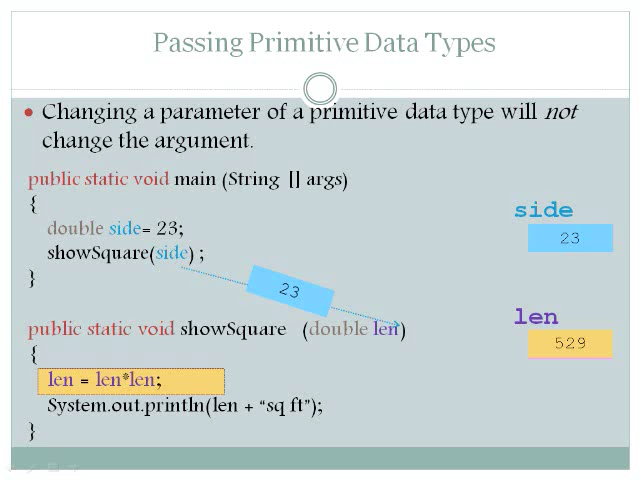 Passing Primitive Data Types
• Changing a parameter of a primitive data type will not
change the argument.
public static void main (String [] args)
{
double side= 23;
showSquare(side) ;
}
side
23
23
public static void showSquare (double len)
{
len = len*len;
System.out.println(len + “sq ft”);
}
len
529